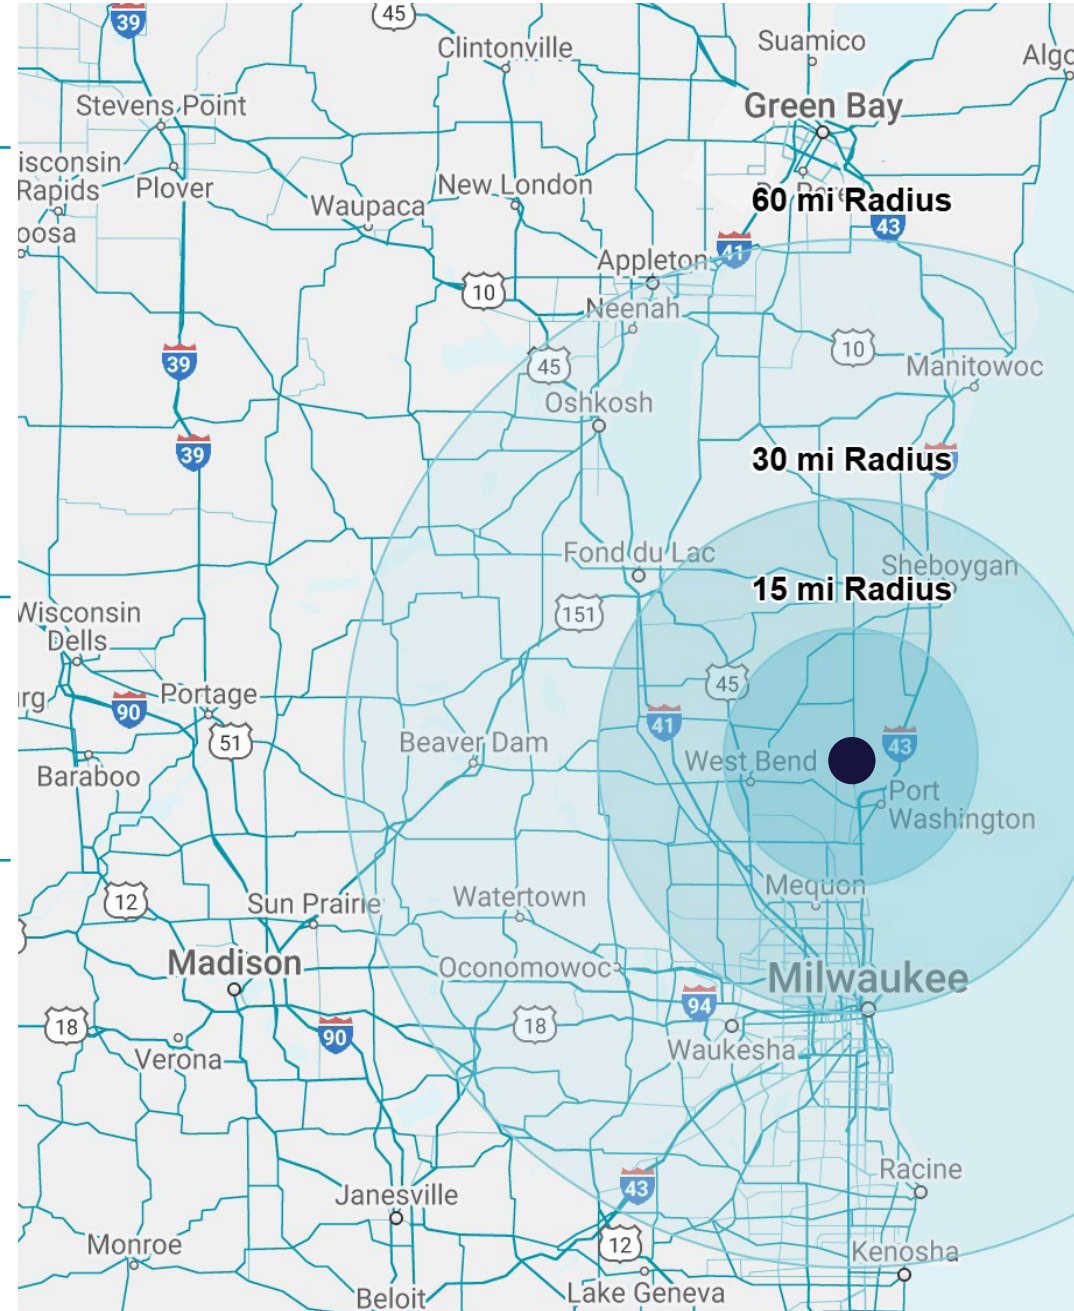 39
45
Clintonville
Suamico
Algo
Stevens Point
Green Bay
isconsin
Rapids
Plover
New London
Waupaca
60 mi Radius
oosa
43
41
Appleton
10
Neenah
39
45
10
Manitowoc
Oshkosh
39
30 mi Radius
Fond du Lac
Sheboygan
15 mi Radius
151
Wisconsin
Dells
45
rg
Portage
90
41
51
Beaver Dam
43
West Bend
Baraboo
Port
Washington
Mequon
12
Sun Prairie
Watertown
Madison
Oconomowoc
Milwaukee
94
18
90
18
Verona
Waukesha
Racine
43
Janesville
Monroe
12
Kenosha
Beloit
Lake Geneva